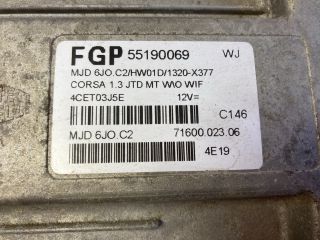 FGP 55190069 WJ
MJD 6JO.C2/HW01D/1320-X377
CORSA 1.3 JTD MT W\O WIF
4CET03J5E 12V=
C146
MJD 6JO.C2 71600.023.06
4E19